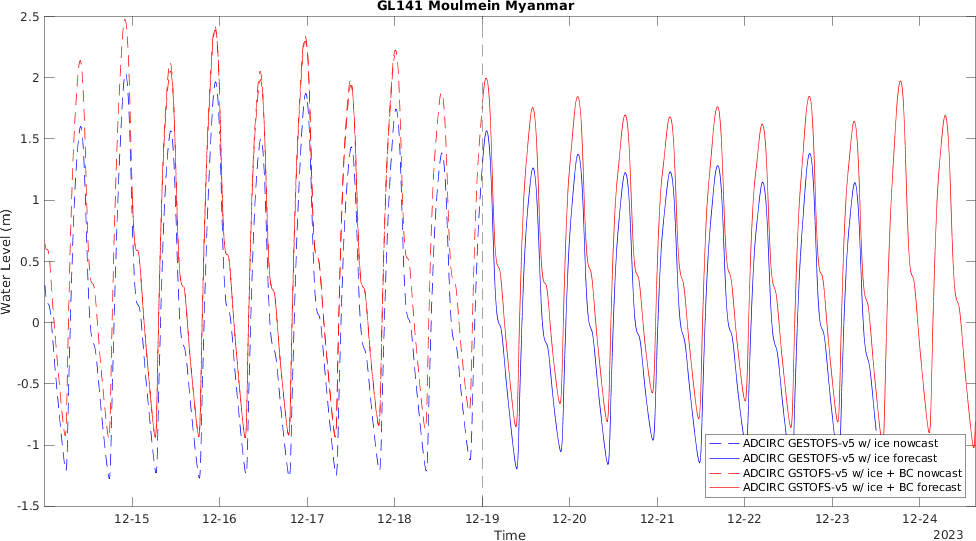 GL141 Moulmein Myanmar
2.5
2
1.5
1
0.5
0
-0.5
-1
-1.5
Water Level (m)
12-15 12-16 12-17 12-18 12-19 12-20 12-21 12-22 12-23 12-24
Time
2023
ADCIRC GESTOFS-v5 w/ ice nowcast
ADCIRC GESTOFS-v5 w/ ice forecast
ADCIRC GSTOFS-v5 w/ ice + BC nowcast
ADCIRC GSTOFS-v5 w/ ice + BC forecast